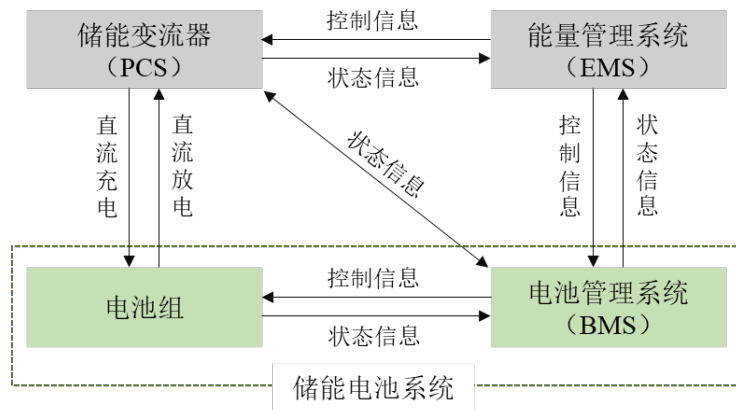 储能变流器
（PCS）
控制信息
状态信息
能量管理系统
（EMS）
直流充电
直流放电
状态信息
控制信息
状态信息
电池组
控制信息
状态信息
电池管理系统
（BMS）
储能电池系统